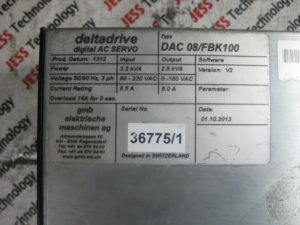 deltadrive
digital AC SERVO
Type
DAC 08/FBK100
Prod. Datum: 1312
Input
Output
Software
Power
3.2 kVA
2.8 kVA
Version: V2
Voltage 50/60 Hz, 3 ph
80 - 230 VAC
0 -180 VAC
Current Rating
8.5 A
8.0 A
Parameter:
Overload 16A for 5 sec.
gmb
elektrische
maschinen ag
Serial No.
Date:
01.10.2013
36775/1
Designed in SWITZERLAND
JESS Technology